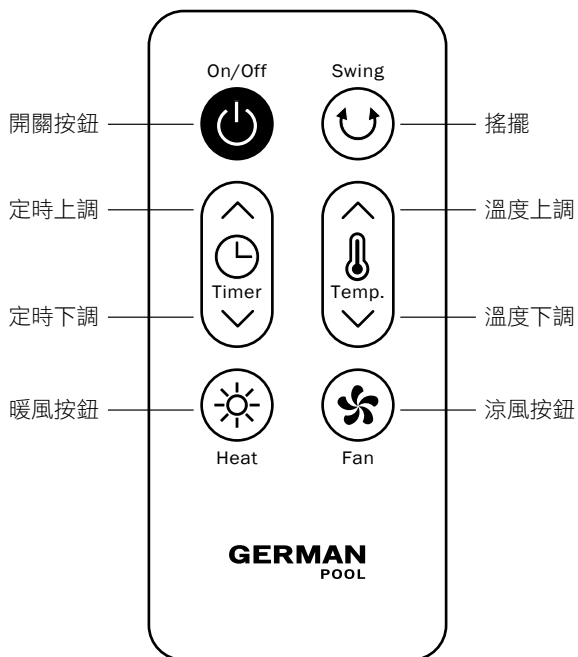 On/Off
Swing
開關按鈕
搖擺
定時上調
溫度上調
Timer
Temp.
定時下調
溫度下調
暖風按鈕
涼風按鈕
Heat
Fan
GERMAN
POOL